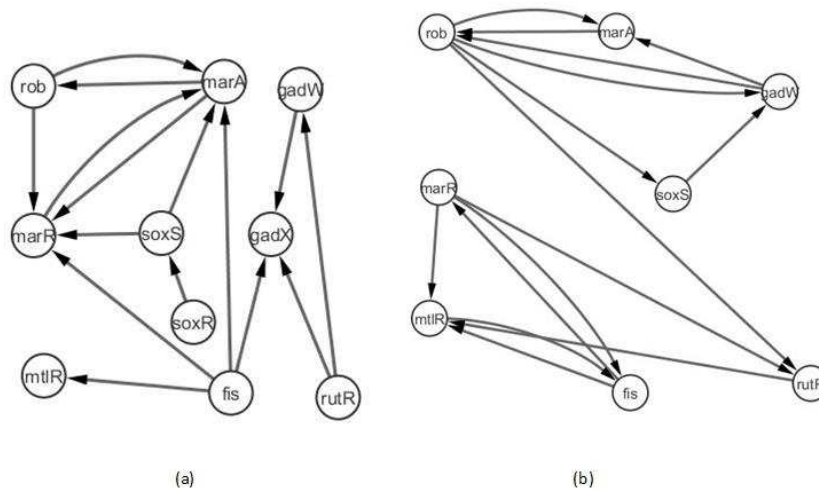 rob
marA
gadW
marR
soxS
gadX
soxR
mtlR
fis
rutR
(a)
rob
marA
gadW
soxS
marR
mtlR
fis
rutR
(b)